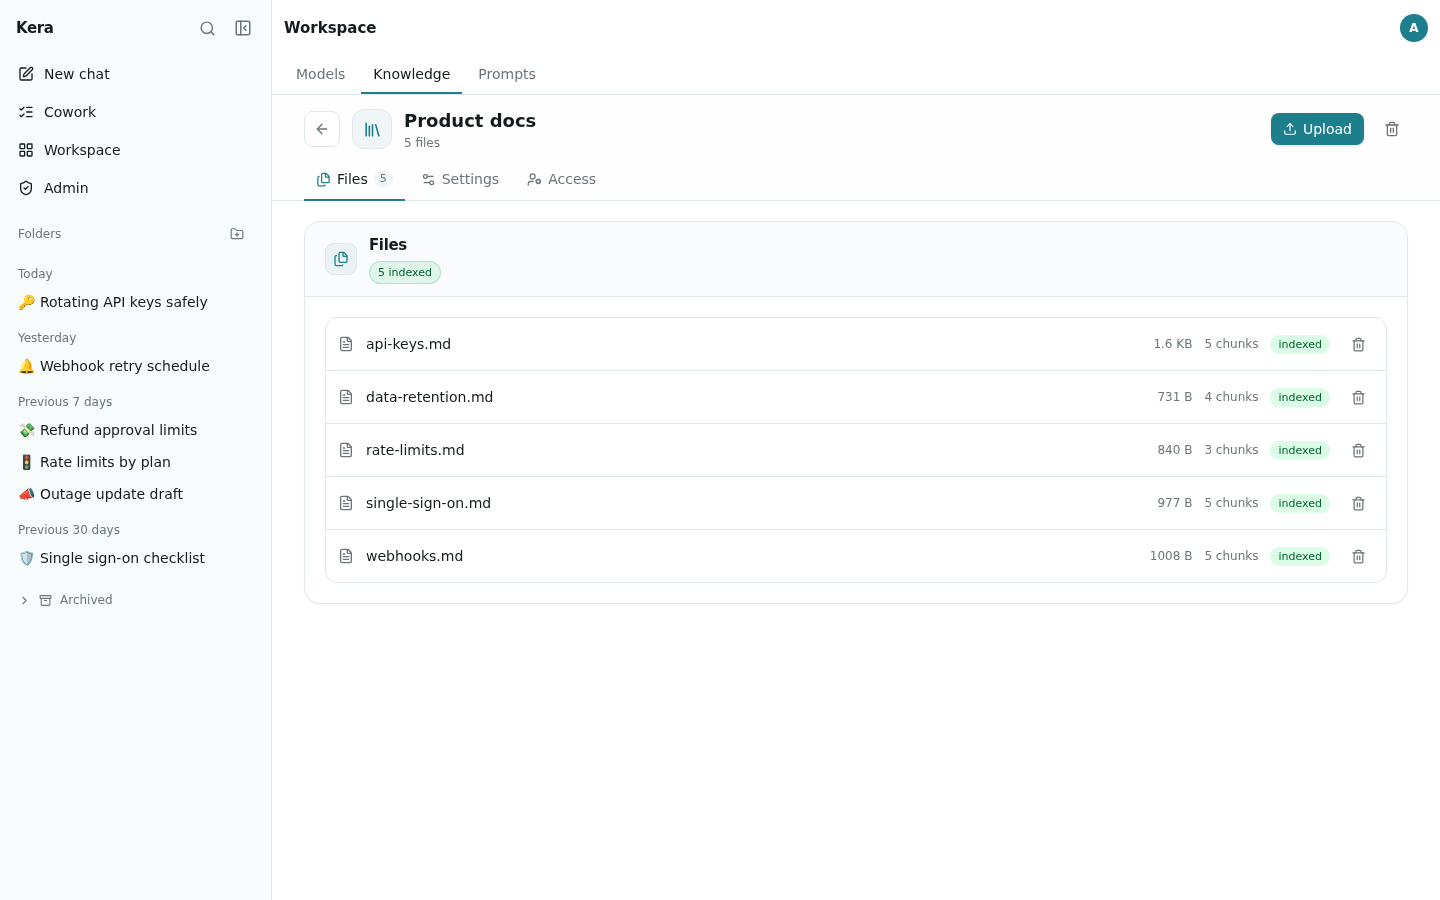 Kera
New chat
Cowork
Workspace
Admin
Folders
Today
🔑 Rotating API keys safely
Yesterday
🔔 Webhook retry schedule
Previous 7 days
💸 Refund approval limits
🚦 Rate limits by plan
📣 Outage update draft
Previous 30 days
🛡️ Single sign-on checklist
Archived
Workspace
A
Models Knowledge Prompts
Product docs
5 files
Upload
Files 5 Settings Access
Files
5 indexed
api-keys.md 1.6 KB 5 chunks indexed
data-retention.md 731 B 4 chunks indexed
rate-limits.md 840 B 3 chunks indexed
single-sign-on.md 977 B 5 chunks indexed
webhooks.md 1008 B 5 chunks indexed